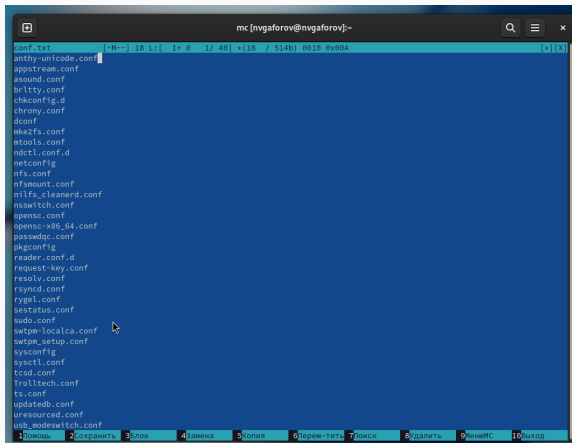 mc [nvgaforov@nvgaforov]:~
conf.txt [-M--] 18 L:[ 1+ 0 1/ 40] *(18 / 514b) 0010 0x00A [*][X]
anthy-unicode.conf
appstream.conf
asound.conf
brltty.conf
chkconfig.d
chrony.conf
dconf
mke2fs.conf
mtools.conf
ndctl.conf.d
netconfig
nfs.conf
nfsmount.conf
nilfs_cleanerd.conf
nsswitch.conf
opensc.conf
opensc-x86_64.conf
passwdqc.conf
pkgconfig
reader.conf.d
request-key.conf
resolv.conf
rsyncd.conf
rygel.conf
sestatus.conf
sudo.conf
swtpm-localca.conf
swtpm_setup.conf
sysconfig
sysctl.conf
tcsd.conf
Trolltech.conf
ts.conf
updatedb.conf
uresourced.conf
usb_modeswitch.conf
1Помощь 2Сохранить 3Блок 4Замена 5Копия 6Перем~тить 7Поиск 8Удалить 9МенюМС 10Выход